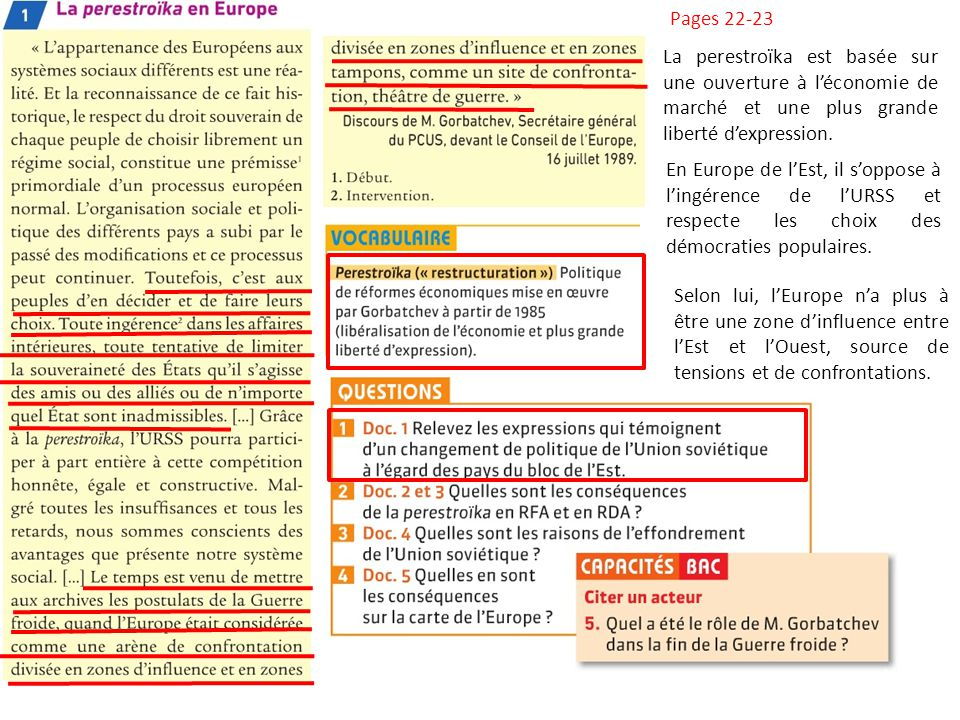 1 La perestroïka en Europe
« L'appartenance des Européens aux
systèmes sociaux différents est une réa-
lité. Et la reconnaissance de ce fait his-
torique, le respect du droit souverain de
chaque peuple de choisir librement un
régime social, constitue une prémisse1
primordiale d'un processus européen
normal. L'organisation sociale et poli-
tique des différents pays a subi par le
passé des modifications et ce processus
peut continuer. Toutefois, c'est aux
peuples d'en décider et de faire leurs
choix. Toute ingérence2 dans les affaires
intérieures, toute tentative de limiter
la souveraineté des États qu'il s'agisse
des amis ou des alliés ou de n'importe
quel État sont inadmissibles. [...] Grâce
à la perestroïka, l'URSS pourra partici-
per à part entière à cette compétition
honnête, égale et constructive. Mal-
gré toutes les insuffisances et tous les
retards, nous sommes conscients des
avantages que présente notre système
social. [...] Le temps est venu de mettre
aux archives les postulats de la Guerre
froide, quand l'Europe était considérée
comme une arène de confrontation
divisée en zones d'influence et en zones
divisée en zones d'influence et en zones
tampons, comme un site de confronta-
tion, théâtre de guerre. »
Discours de M. Gorbatchev, Secrétaire général
du PCUS, devant le Conseil de l'Europe,
16 juillet 1989.
1. Début.
2. Intervention.
VOCABULAIRE
Perestroïka (« restructuration ») Politique
de réformes économiques mise en œuvre
par Gorbatchev à partir de 1985
(libéralisation de l'économie et plus grande
liberté d'expression).
QUESTIONS
1 Doc. 1 Relevez les expressions qui témoignent
d'un changement de politique de l'Union soviétique
à l'égard des pays du bloc de l'Est.
2 Doc. 2 et 3 Quelles sont les conséquences
de la perestroïka en RFA et en RDA ?
3 Doc. 4 Quelles sont les raisons de l'effondrement
de l'Union soviétique ?
4 Doc. 5 Quelles en sont
les conséquences
sur la carte de l'Europe ?
CAPACITÉS BAC
Citer un acteur
5. Quel a été le rôle de M. Gorbatchev
dans la fin de la Guerre froide ?
Pages 22-23
La perestroïka est basée sur
une ouverture à l'économie de
marché et une plus grande
liberté d'expression.
En Europe de l'Est, il s'oppose à
l'ingérence de l'URSS et
respecte les choix des
démocraties populaires.
Selon lui, l'Europe n'a plus à
être une zone d'influence entre
l'Est et l'Ouest, source de
tensions et de confrontations.